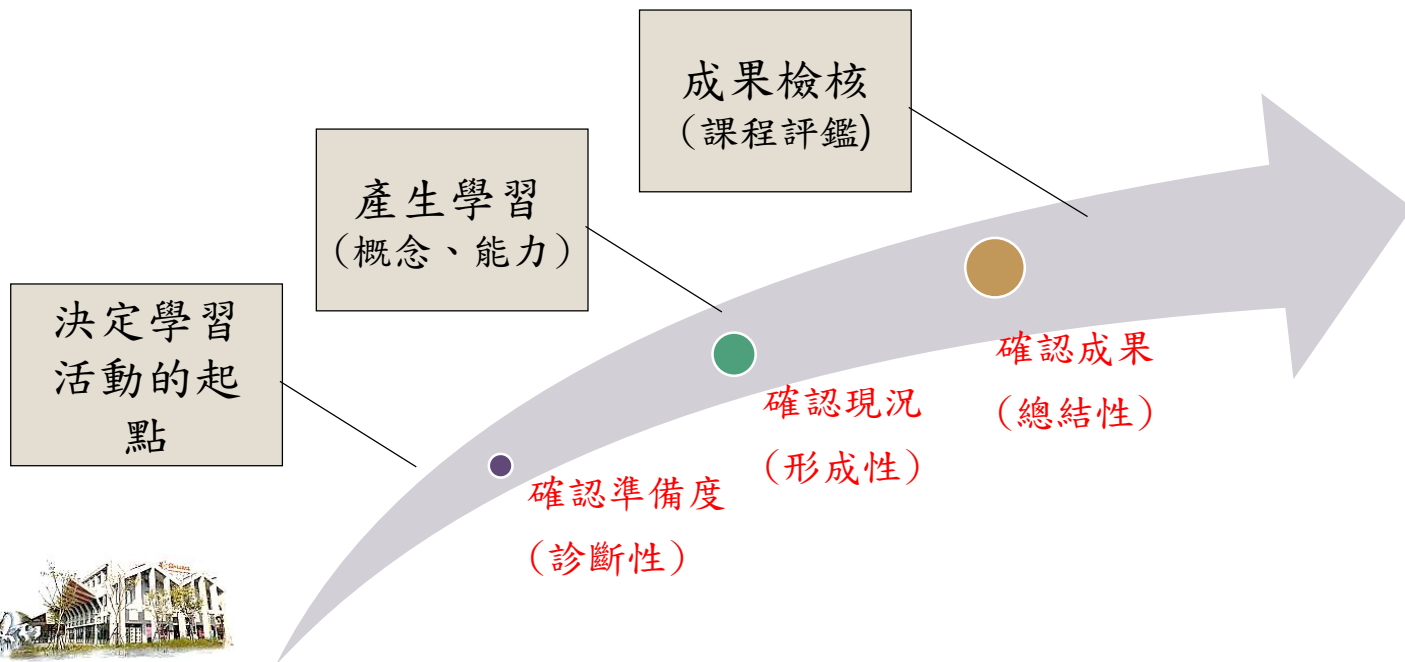 決定學習
活動的起
點
產生學習
（概念、能力）
成果檢核
（課程評鑑)
確認準備度
（診斷性）
確認現況
（形成性）
確認成果
（總結性）